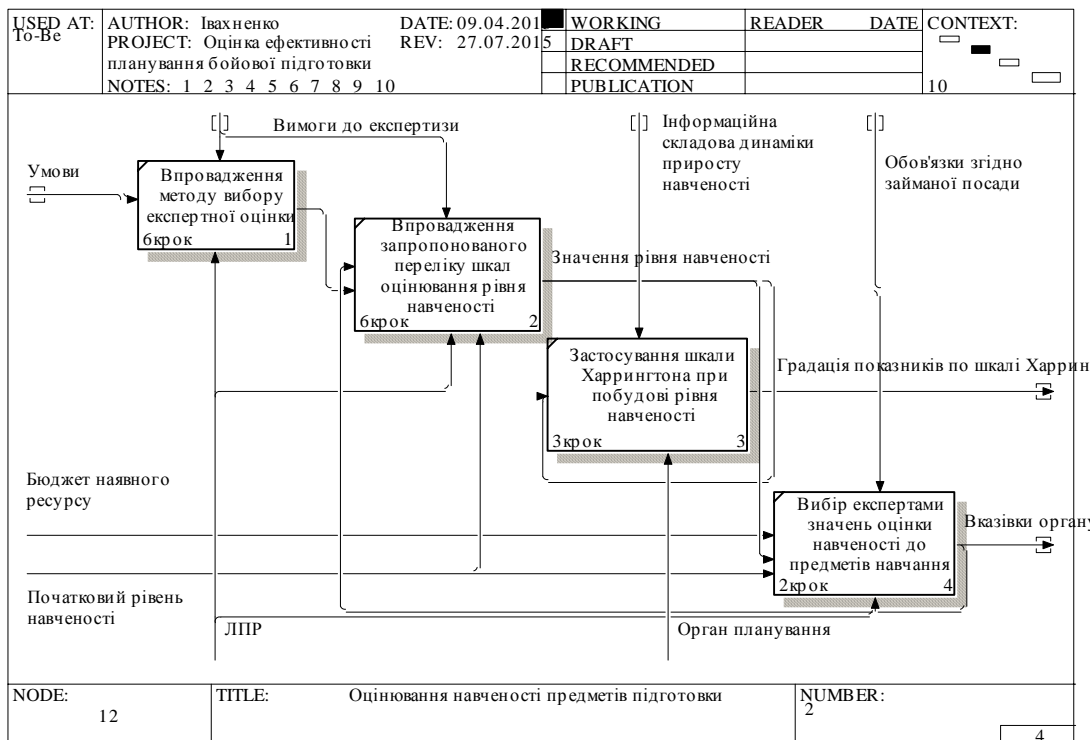 USED AT:
To-Be
AUTHOR: Івахненко
DATE: 09.04.201
PROJECT: Оцінка ефективності
планування бойової підготовки
REV: 27.07.2015
NOTES: 1 2 3 4 5 6 7 8 9 10
WORKING
DRAFT
RECOMMENDED
PUBLICATION
READER DATE
CONTEXT:
10
Вимоги до експертизи
Інформаційна
складова динаміки
приросту
навченості
Обов'язки згідно
займаної посади
Умови
Впровадження
методу вибору
експертної оцінки
6крок 1
Впровадження
запропонованого
переліку шкал
оцінювання рівня
навченості
6крок 2
Значення рівня навченості
Застосування шкали
Харрингтона при
побудові рівня
навченості
3крок 3
Градація показників по шкалі Харрин
Бюджет наявного
ресурсу
Вибір експертами
значень оцінки
навченості до
предметів навчання
2крок 4
Вказівки органу
Початковий рівень
навченості
ЛПР
Орган планування
NODE:
12
TITLE: Оцінювання навченості предметів підготовки
NUMBER:
2
4